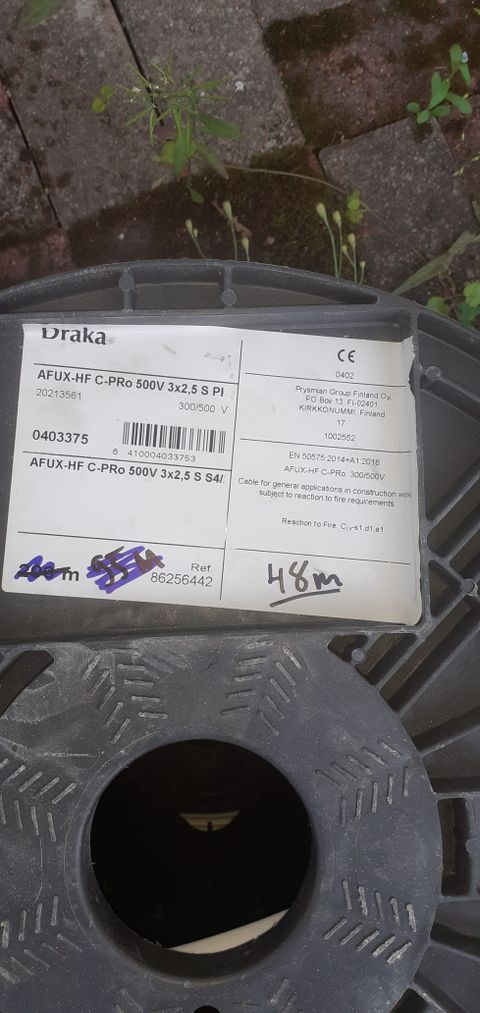 Draka
AFUX-HF C-PRo 500V 3x2,5 S PI
20213561
300/500 V
0403375
6 410004033753
AFUX-HF C-PRo 500V 3x2,5 S S4/
200 m 95 m
Ref.
86256442
CE
0402
Prysmian Group Finland Oy,
PO Box 13, FI-02401
KIRKKONUMMI, Finland
17
1002552
EN 50575:2014+A1:2016
AFUX-HF C-PRo 300/500V
Cable for general applications in construction work
subject to reaction to fire requirements
Reaction to Fire: Cca-s1,d1,a1
48m